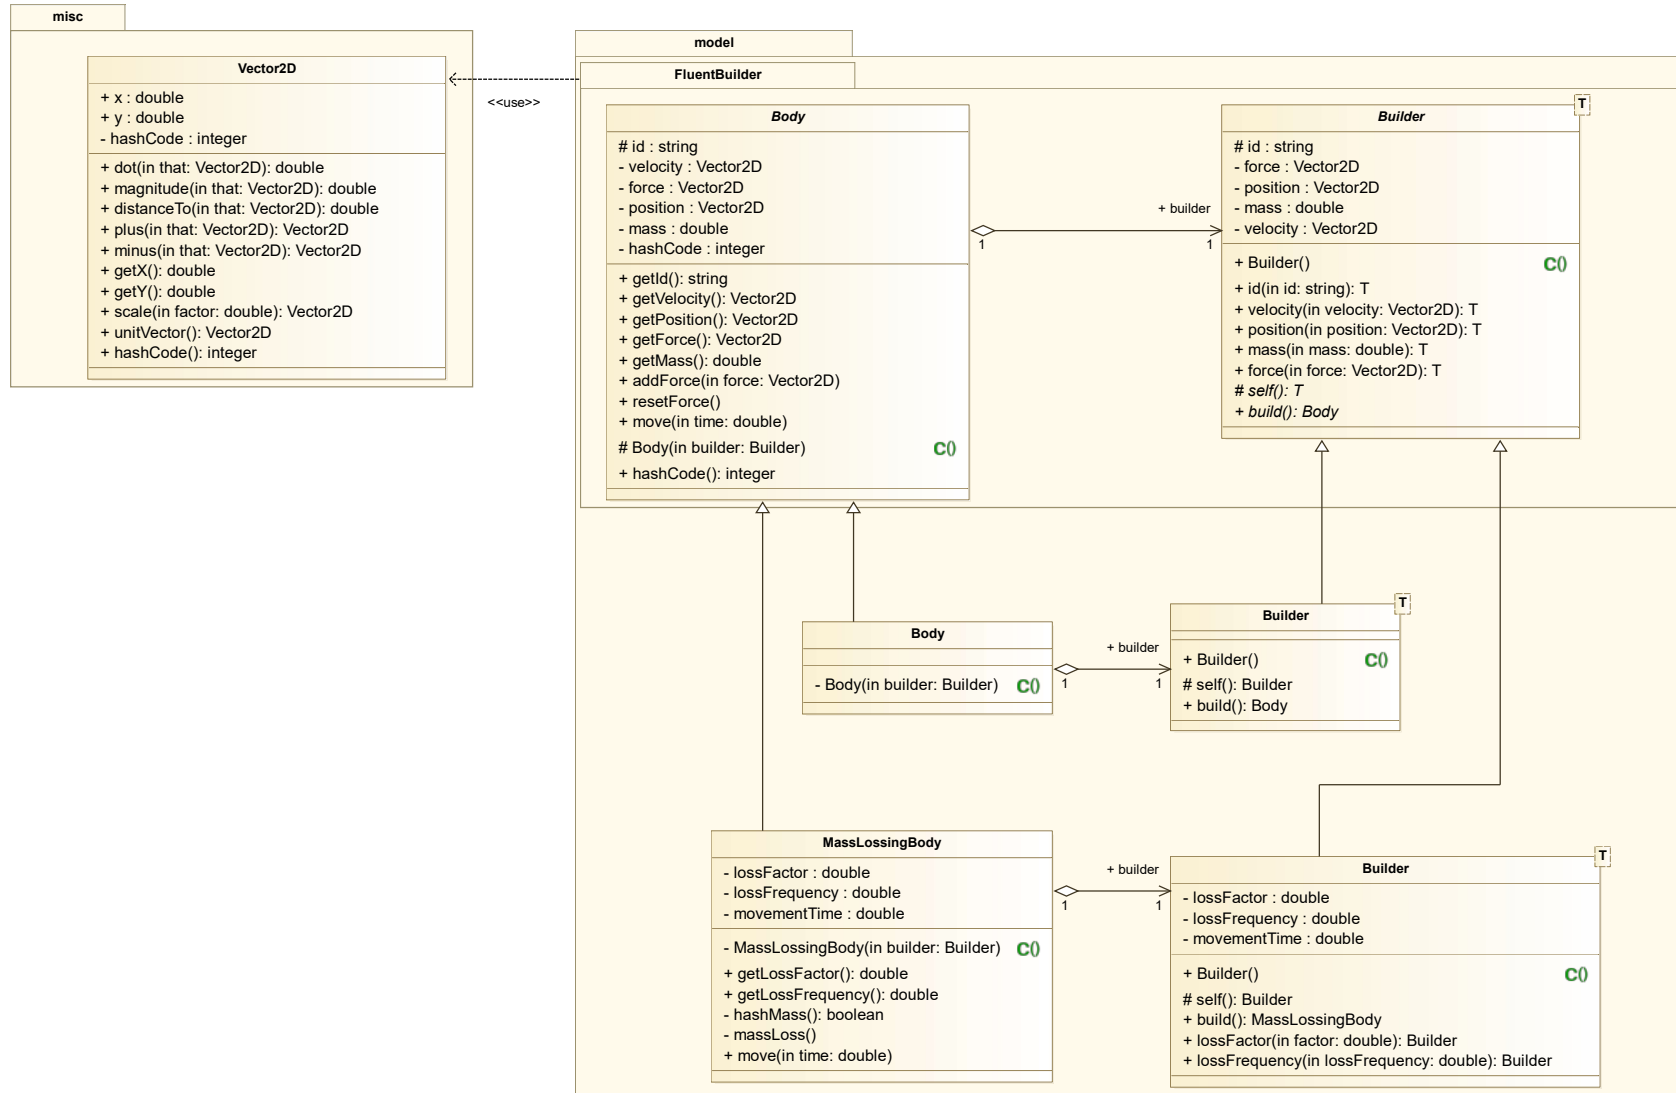 misc
Vector2D
+ x : double
+ y : double
- hashCode : integer
+ dot(in that: Vector2D): double
+ magnitude(in that: Vector2D): double
+ distanceTo(in that: Vector2D): double
+ plus(in that: Vector2D): Vector2D
+ minus(in that: Vector2D): Vector2D
+ getX(): double
+ getY(): double
+ scale(in factor: double): Vector2D
+ unitVector(): Vector2D
+ hashCode(): integer
<<use>>
model
FluentBuilder
Body
# id : string
- velocity : Vector2D
- force : Vector2D
- position : Vector2D
- mass : double
- hashCode : integer
+ getId(): string
+ getVelocity(): Vector2D
+ getPosition(): Vector2D
+ getForce(): Vector2D
+ getMass(): double
+ addForce(in force: Vector2D)
+ resetForce()
+ move(in time: double)
# Body(in builder: Builder) C()
+ hashCode(): integer
+ builder
1
1
T
Builder
# id : string
- force : Vector2D
- position : Vector2D
- mass : double
- velocity : Vector2D
+ Builder() C()
+ id(in id: string): T
+ velocity(in velocity: Vector2D): T
+ position(in position: Vector2D): T
+ mass(in mass: double): T
+ force(in force: Vector2D): T
# self(): T
+ build(): Body
Body
- Body(in builder: Builder) C()
+ builder
1
1
T
Builder
+ Builder() C()
# self(): Builder
+ build(): Body
MassLossingBody
- lossFactor : double
- lossFrequency : double
- movementTime : double
- MassLossingBody(in builder: Builder) C()
+ getLossFactor(): double
+ getLossFrequency(): double
- hashMass(): boolean
- massLoss()
+ move(in time: double)
+ builder
1
1
T
Builder
- lossFactor : double
- lossFrequency : double
- movementTime : double
+ Builder() C()
# self(): Builder
+ build(): MassLossingBody
+ lossFactor(in factor: double): Builder
+ lossFrequency(in lossFrequency: double): Builder